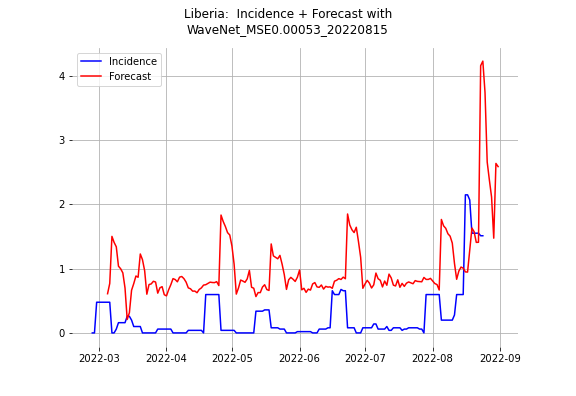 Liberia:  Incidence + Forecast with
WaveNet_MSE0.00053_20220815
Incidence
Forecast
4
3
2
1
0
2022-03 2022-04 2022-05 2022-06 2022-07 2022-08 2022-09